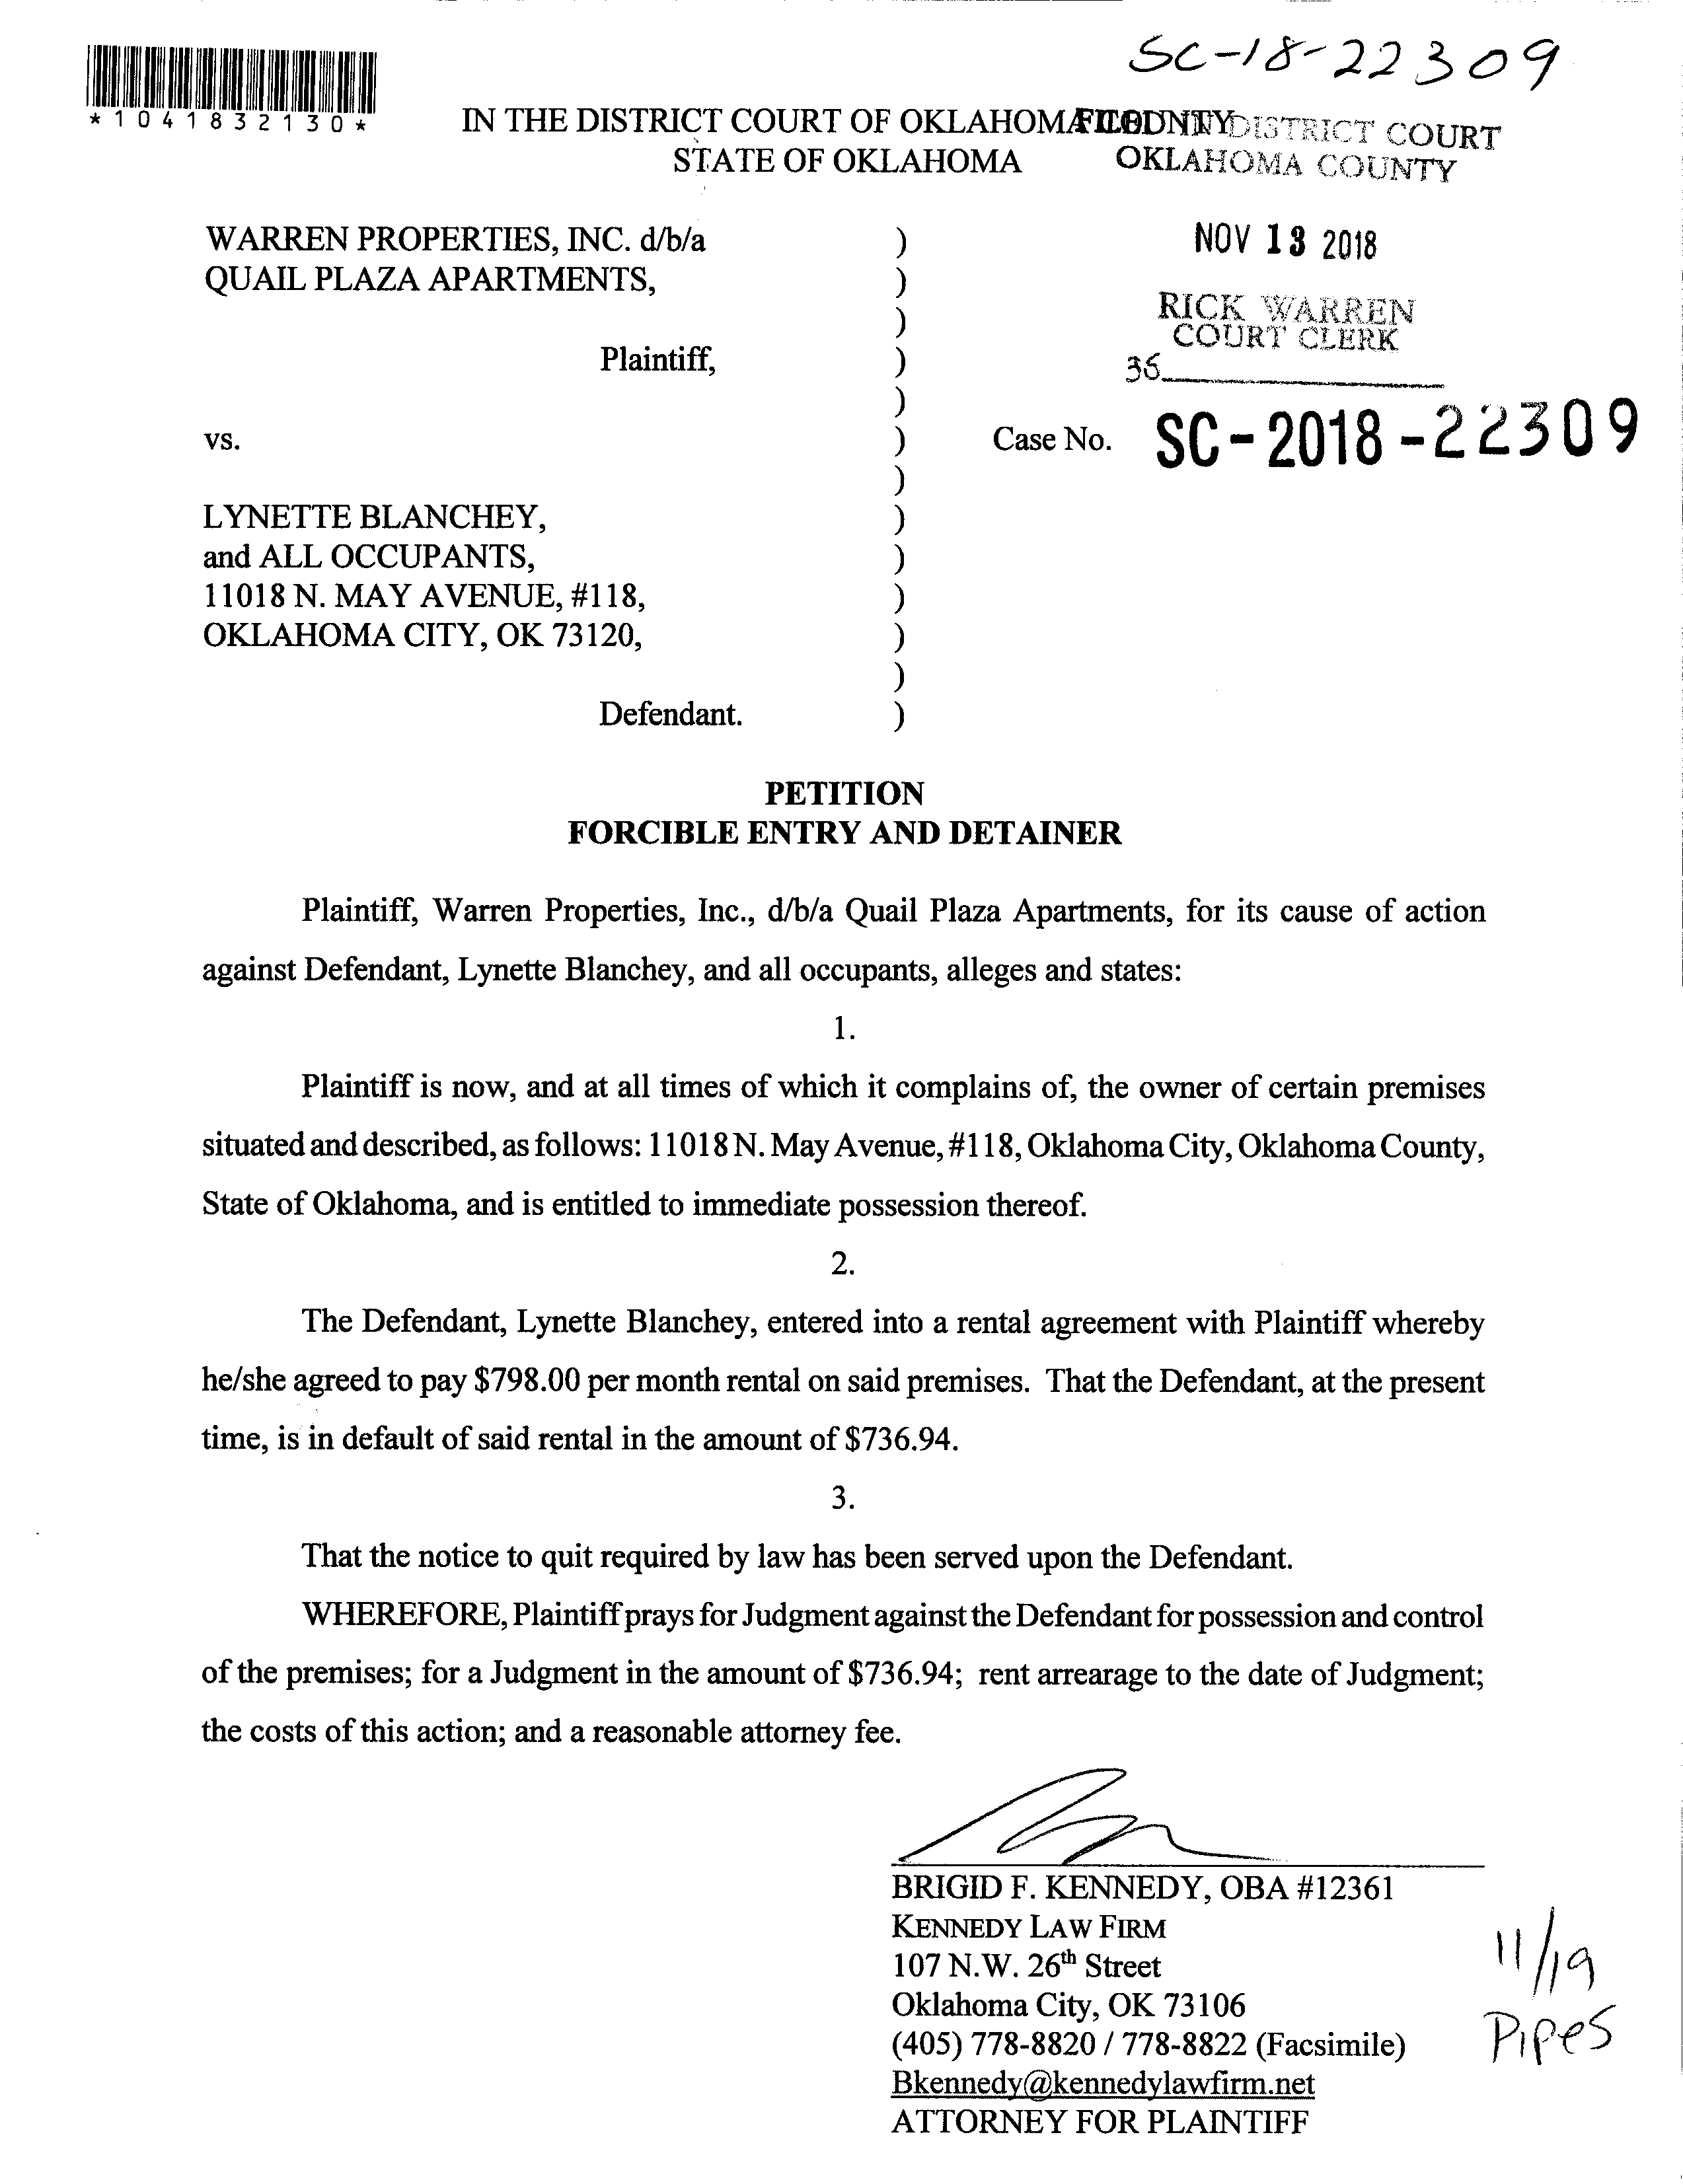 SC-18-22309
*1041832130*
IN THE DISTRICT COURT OF OKLAHOMA COUNTY
STATE OF OKLAHOMA
FILED IN DISTRICT COURT
OKLAHOMA COUNTY
NOV 13 2018
RICK WARREN
COURT CLERK
36
WARREN PROPERTIES, INC. d/b/a )
QUAIL PLAZA APARTMENTS, )
)
Plaintiff, )
)
vs. ) Case No. SC-2018-22309
)
LYNETTE BLANCHEY, )
and ALL OCCUPANTS, )
11018 N. MAY AVENUE, #118, )
OKLAHOMA CITY, OK 73120, )
)
Defendant. )
PETITION
FORCIBLE ENTRY AND DETAINER
Plaintiff, Warren Properties, Inc., d/b/a Quail Plaza Apartments, for its cause of action
against Defendant, Lynette Blanchey, and all occupants, alleges and states:
1.
Plaintiff is now, and at all times of which it complains of, the owner of certain premises
situated and described, as follows: 11018 N. May Avenue, #118, Oklahoma City, Oklahoma County,
State of Oklahoma, and is entitled to immediate possession thereof.
2.
The Defendant, Lynette Blanchey, entered into a rental agreement with Plaintiff whereby
he/she agreed to pay $798.00 per month rental on said premises. That the Defendant, at the present
time, is in default of said rental in the amount of $736.94.
3.
That the notice to quit required by law has been served upon the Defendant.
WHEREFORE, Plaintiff prays for Judgment against the Defendant for possession and control
of the premises; for a Judgment in the amount of $736.94; rent arrearage to the date of Judgment;
the costs of this action; and a reasonable attorney fee.
BRIGID F. KENNEDY, OBA #12361
KENNEDY LAW FIRM
107 N.W. 26th Street
Oklahoma City, OK 73106
(405) 778-8820 / 778-8822 (Facsimile)
Bkennedy@kennedylawfirm.net
ATTORNEY FOR PLAINTIFF
11/19
Pipes